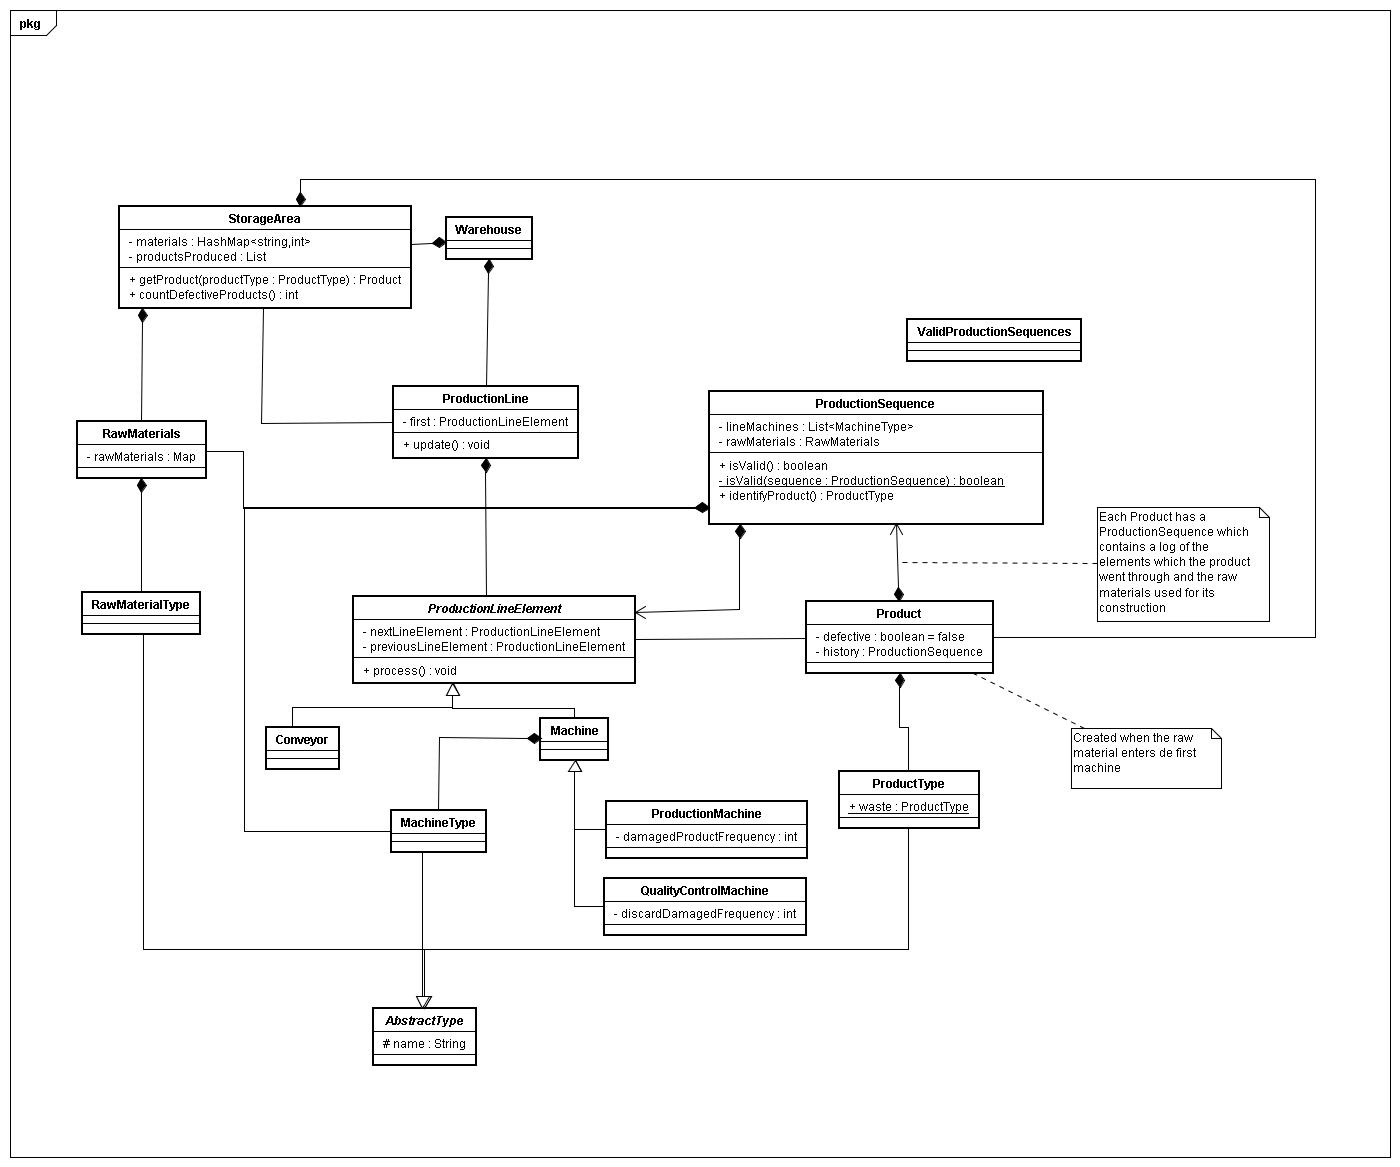 pkg
StorageArea
- materials : HashMap<string,int>
- productsProduced : List
+ getProduct(productType : ProductType) : Product
+ countDefectiveProducts() : int
Warehouse
ValidProductionSequences
ProductionLine
- first : ProductionLineElement
+ update() : void
ProductionSequence
- lineMachines : List<MachineType>
- rawMaterials : RawMaterials
+ isValid() : boolean
- isValid(sequence : ProductionSequence) : boolean
+ identifyProduct() : ProductType
RawMaterials
- rawMaterials : Map
Each Product has a
ProductionSequence which
contains a log of the
elements which the product
went through and the raw
materials used for its
construction
RawMaterialType
ProductionLineElement
- nextLineElement : ProductionLineElement
- previousLineElement : ProductionLineElement
+ process() : void
Product
- defective : boolean = false
- history : ProductionSequence
Conveyor
Machine
Created when the raw
material enters de first
machine
ProductType
+ waste : ProductType
MachineType
ProductionMachine
- damagedProductFrequency : int
QualityControlMachine
- discardDamagedFrequency : int
AbstractType
# name : String